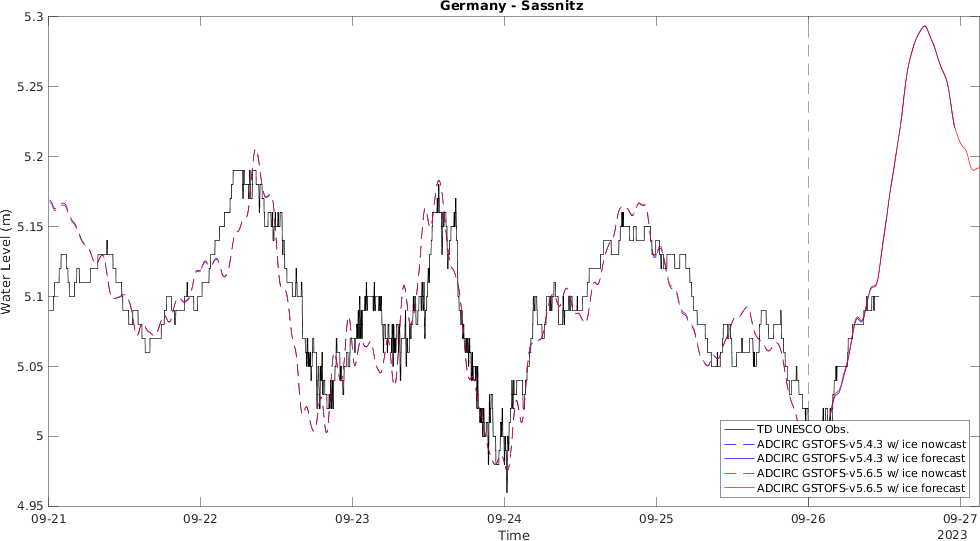 Germany - Sassnitz
Water Level (m)
5.3
5.25
5.2
5.15
5.1
5.05
5
4.95
TD UNESCO Obs.
ADCIRC GSTOFS-v5.4.3 w/ ice nowcast
ADCIRC GSTOFS-v5.4.3 w/ ice forecast
ADCIRC GSTOFS-v5.6.5 w/ ice nowcast
ADCIRC GSTOFS-v5.6.5 w/ ice forecast
09-21 09-22 09-23 09-24 09-25 09-26 09-27
Time
2023